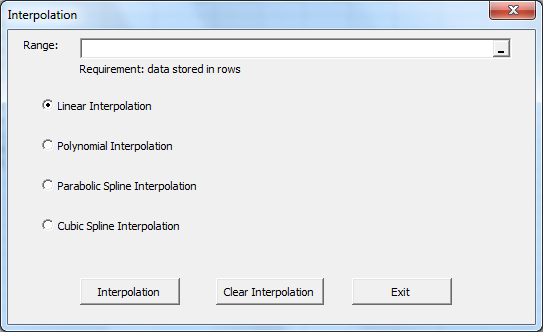 Interpolation
Range:
Requirement: data stored in rows
Linear Interpolation
Polynomial Interpolation
Parabolic Spline Interpolation
Cubic Spline Interpolation
Interpolation Clear Interpolation Exit